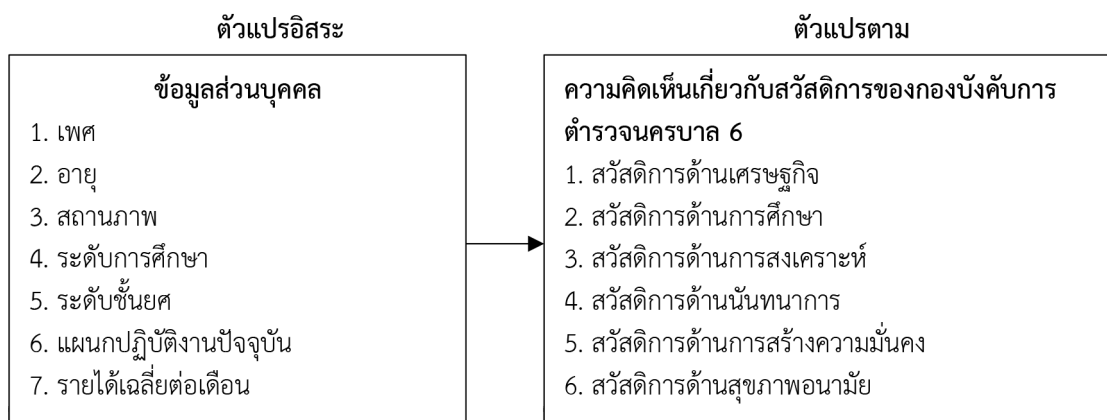 ตัวแปรอิสระ
ข้อมูลส่วนบุคคล
1. เพศ
2. อายุ
3. สถานภาพ
4. ระดับการศึกษา
5. ระดับชั้นยศ
6. แผนกปฏิบัติงานปัจจุบัน
7. รายได้เฉลี่ยต่อเดือน
ตัวแปรตาม
ความคิดเห็นเกี่ยวกับสวัสดิการของกองบังคับการ
ตำรวจนครบาล 6
1. สวัสดิการด้านเศรษฐกิจ
2. สวัสดิการด้านการศึกษา
3. สวัสดิการด้านการสงเคราะห์
4. สวัสดิการด้านนันทนาการ
5. สวัสดิการด้านการสร้างความมั่นคง
6. สวัสดิการด้านสุขภาพอนามัย